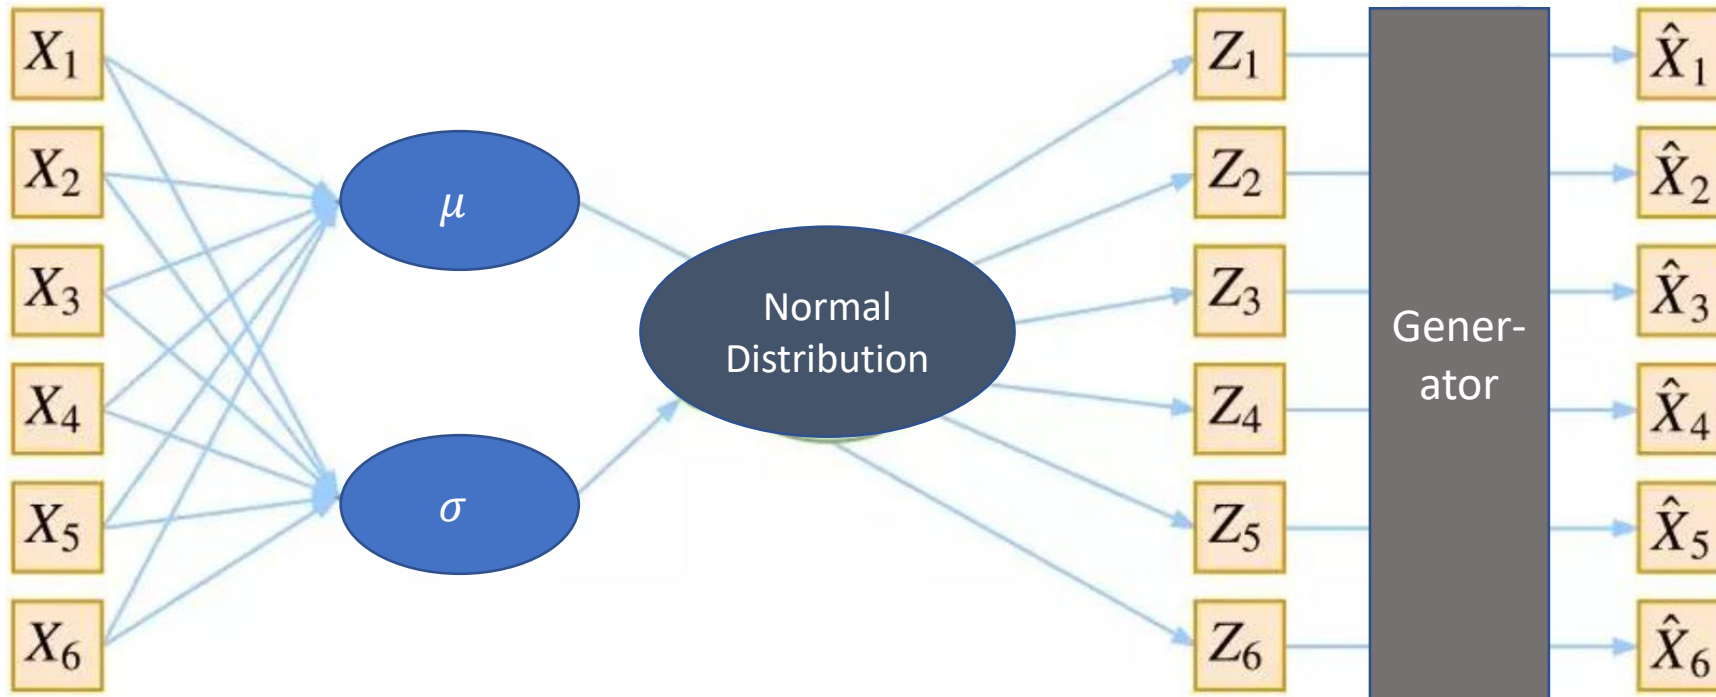 X₁
X₂
X₃
X₄
X₅
X₆
μ
σ
Normal
Distribution
Z₁
Z₂
Z₃
Z₄
Z₅
Z₆
Gener-
ator
X̂₁
X̂₂
X̂₃
X̂₄
X̂₅
X̂₆